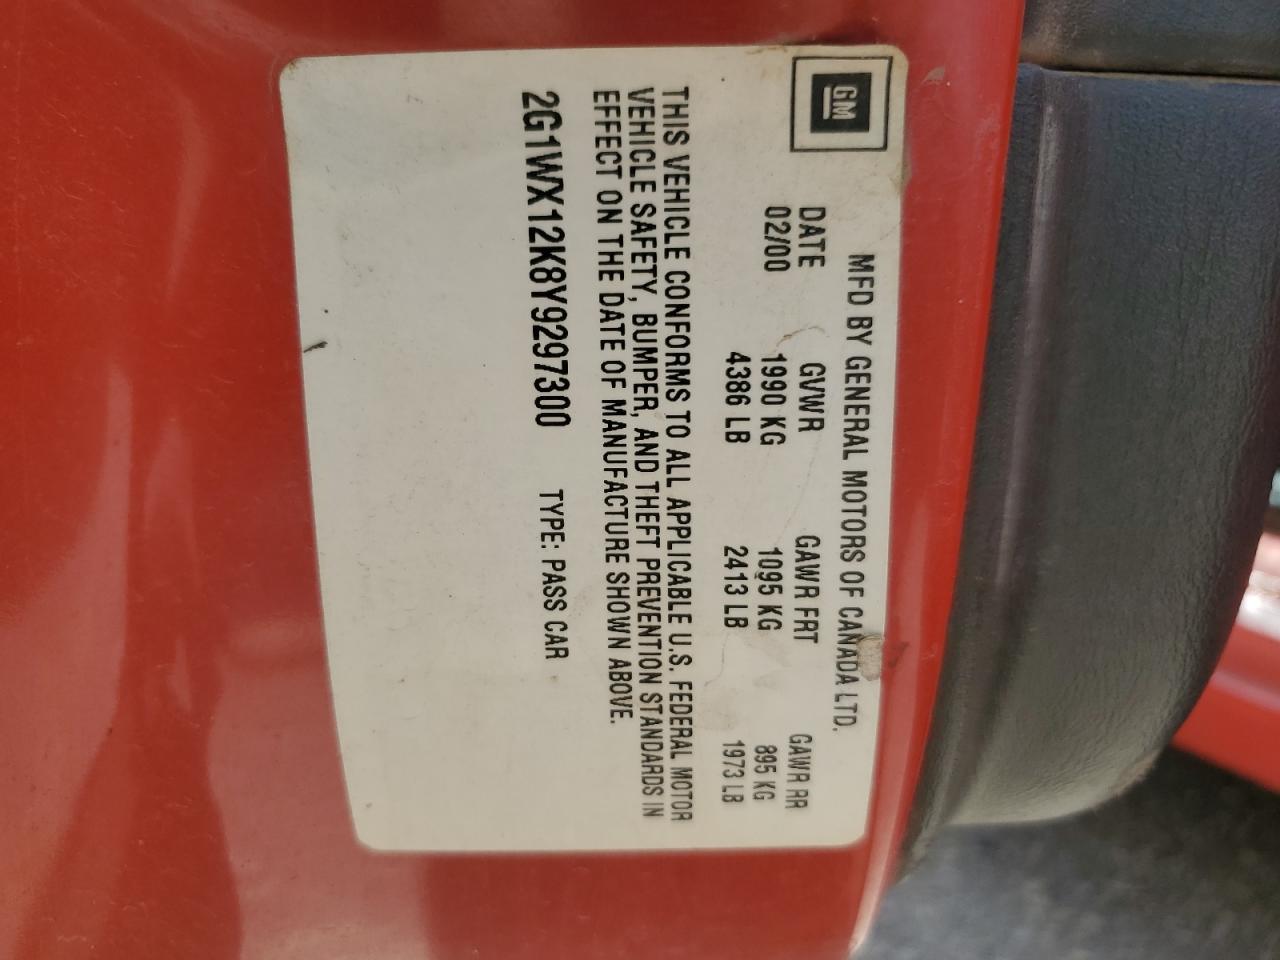 GM
MFD BY GENERAL MOTORS OF CANADA LTD.
DATE GVWR GAWR FRT GAWR RR
02/00 1990 KG 1095 KG 895 KG
4386 LB 2413 LB 1973 LB
THIS VEHICLE CONFORMS TO ALL APPLICABLE U.S. FEDERAL MOTOR
VEHICLE SAFETY, BUMPER, AND THEFT PREVENTION STANDARDS IN
EFFECT ON THE DATE OF MANUFACTURE SHOWN ABOVE.
2G1WX12K8Y9297300 TYPE: PASS CAR